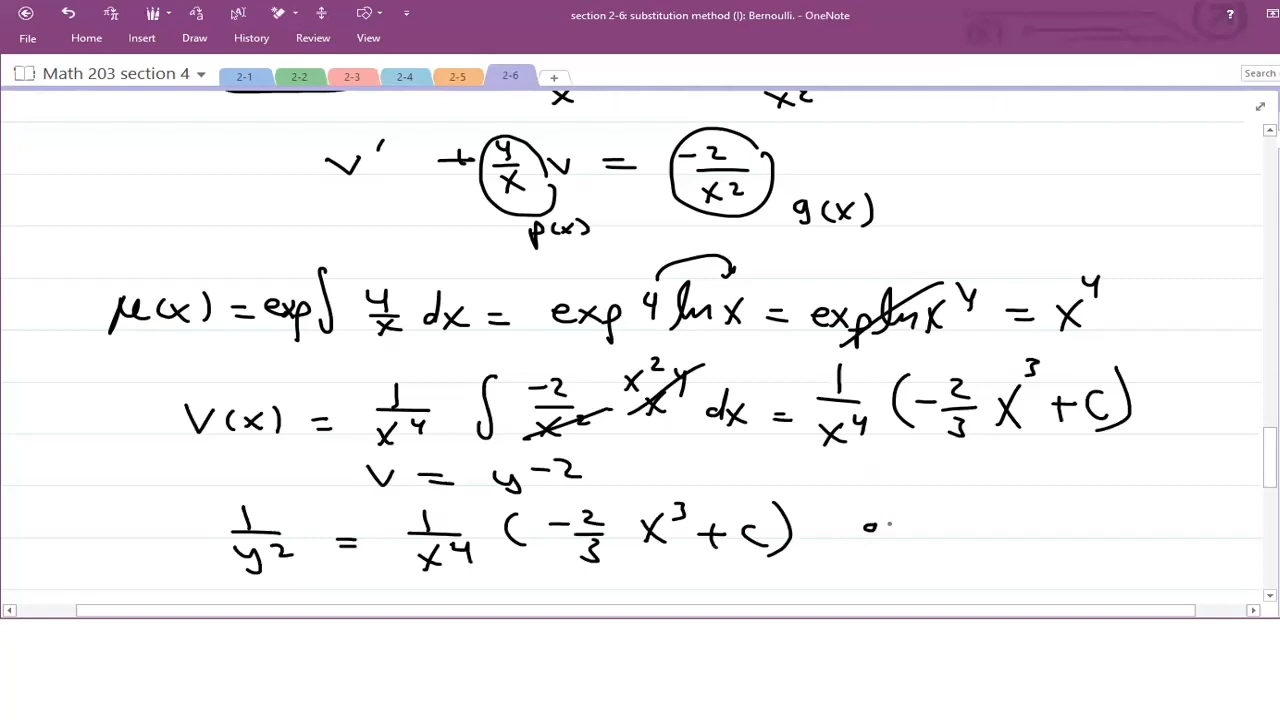 section 2-6: substitution method (I): Bernoulli. - OneNote
?
File Home Insert Draw History Review View
Math 203 section 4
2-1 2-2 2-3 2-4 2-5 2-6 +
Search
x x2
v' + 4/x v = -2/x²
p(x) g(x)
μ(x) = exp∫ 4/x dx = exp 4 ln x = exp ln x⁴ = x⁴
v(x) = 1/x⁴ ∫ -2/x² x⁴ x² dx = 1/x⁴ (-2/3 x³ + c)
v = y⁻²
1/y² = 1/x⁴ (-2/3 x³ + c)